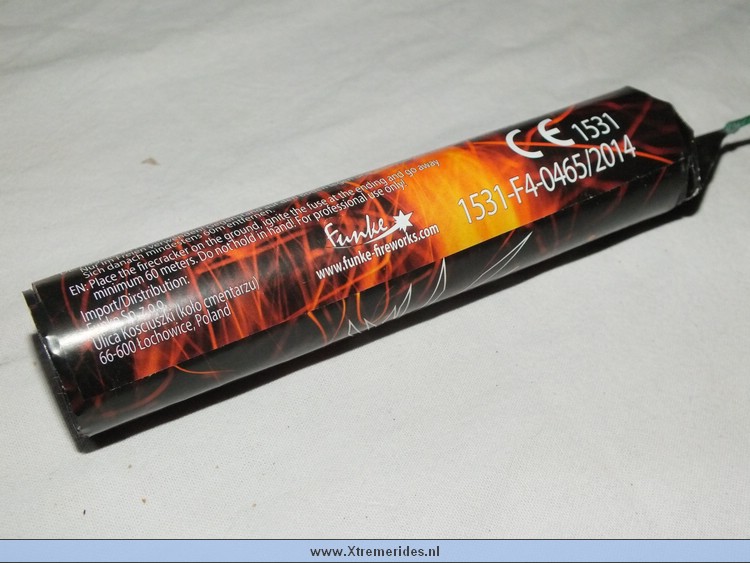 Sich danach mindestens 60m entfernen.
EN: Place the firecracker on the ground, ignite the fuse at the ending and go away
minimum 60 meters. Do not hold in hand! For professional use only!
Import/Distribution:
Funke Sp. z o.o.
Ulica Kosciuszki (kolo cmentarzu)
66-600 Lochowice, Poland
Funke
www.funke-fireworks.com
CE 1531
1531-F4-0465/2014
www.Xtremerides.nl